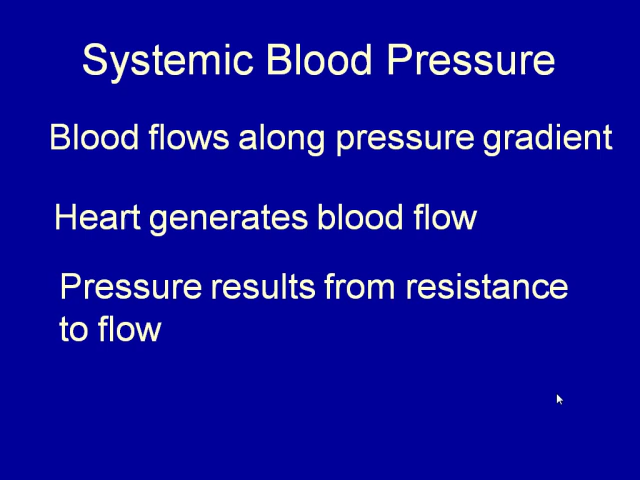 Systemic Blood Pressure
Blood flows along pressure gradient
Heart generates blood flow
Pressure results from resistance
to flow